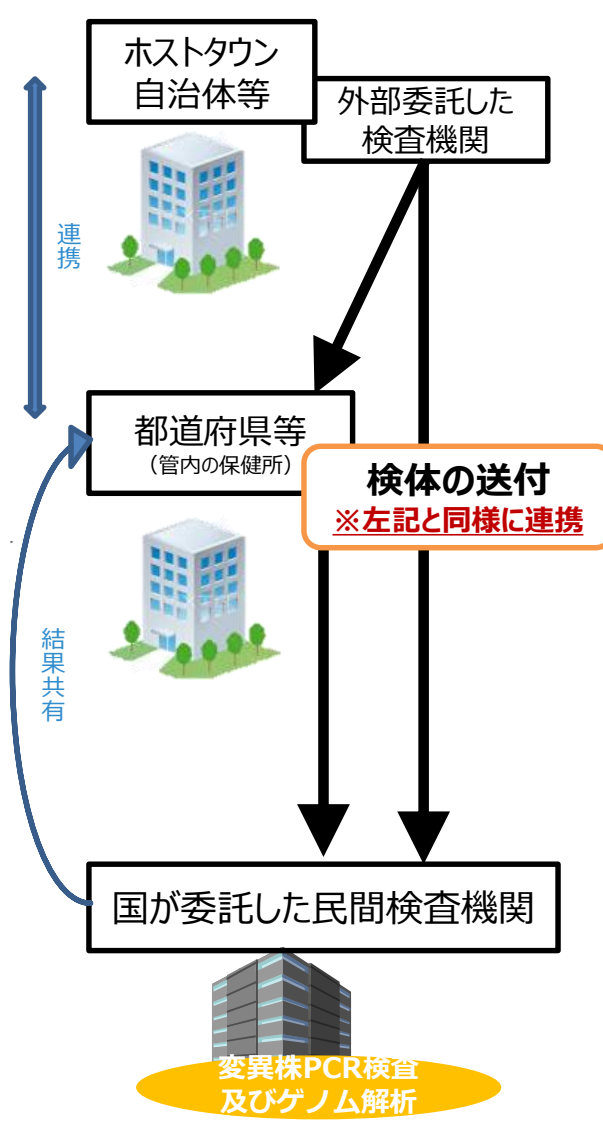 ホストタウン
自治体等
外部委託した
検査機関
連携
都道府県等
（管内の保健所）
検体の送付
※左記と同様に連携
結果共有
国が委託した民間検査機関
変異株PCR検査
及びゲノム解析